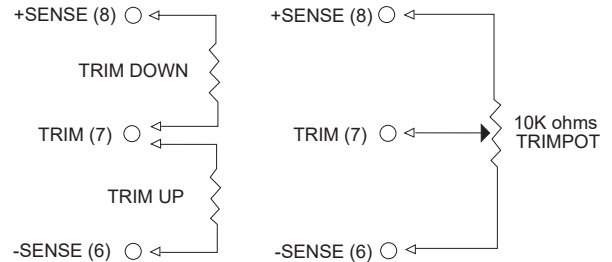 +SENSE (8)
TRIM DOWN
TRIM (7)
TRIM UP
-SENSE (6)
+SENSE (8)
TRIM (7)
10K ohms
TRIMPOT
-SENSE (6)